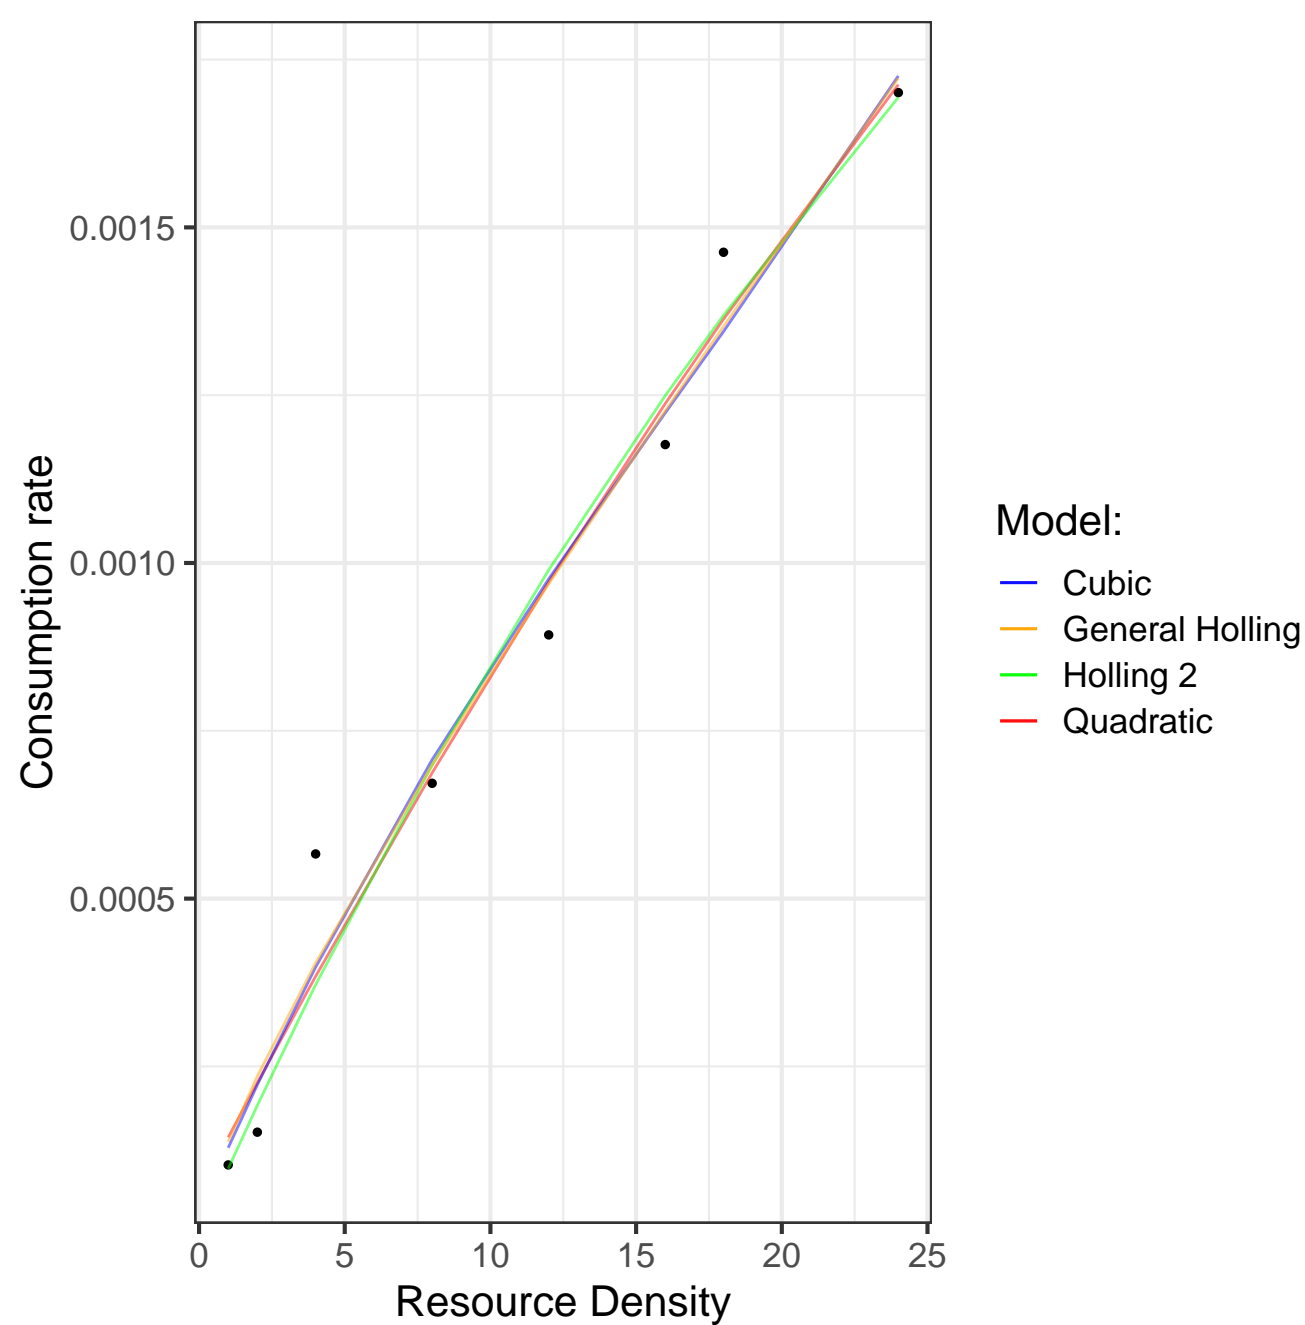 0.0015
0.0010
0.0005
Consumption rate
0 5 10 15 20 25
Resource Density
Model:
Cubic
General Holling
Holling 2
Quadratic